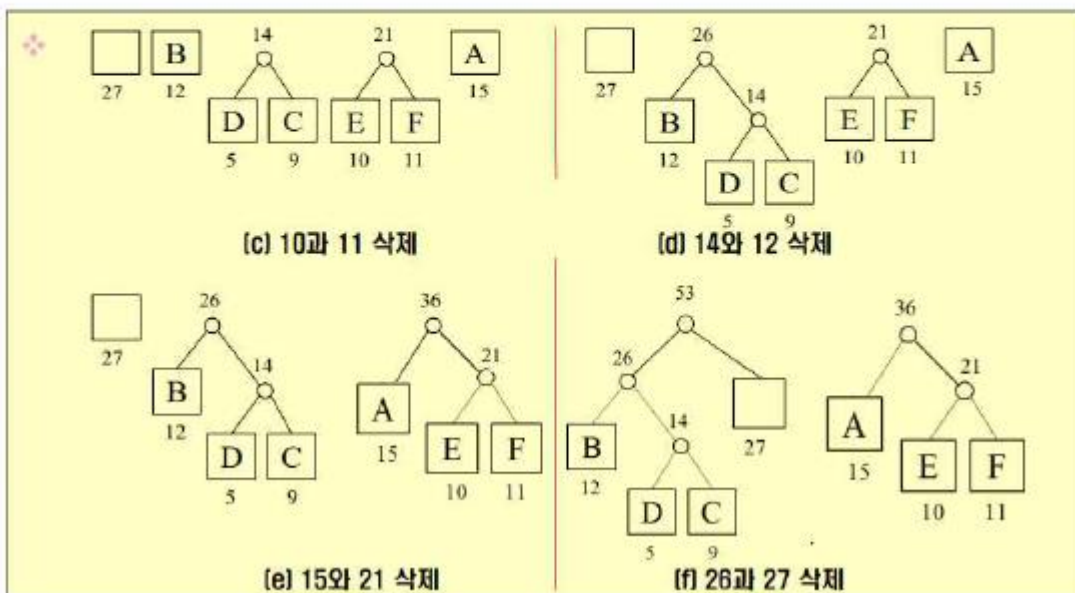 14 21
B A
27 12 15
D C E F
5 9 10 11
(c) 10과 11 삭제
26 21
A
27 14 15
B E F
12 10 11
D C
5 9
(d) 14와 12 삭제
26 36
27 14 21
B A
12 D C 15 E F
5 9 10 11
(e) 15와 21 삭제
53 36
26 21
14 A
B 27 15 E F
12 10 11
D C
5 9
(f) 26과 27 삭제